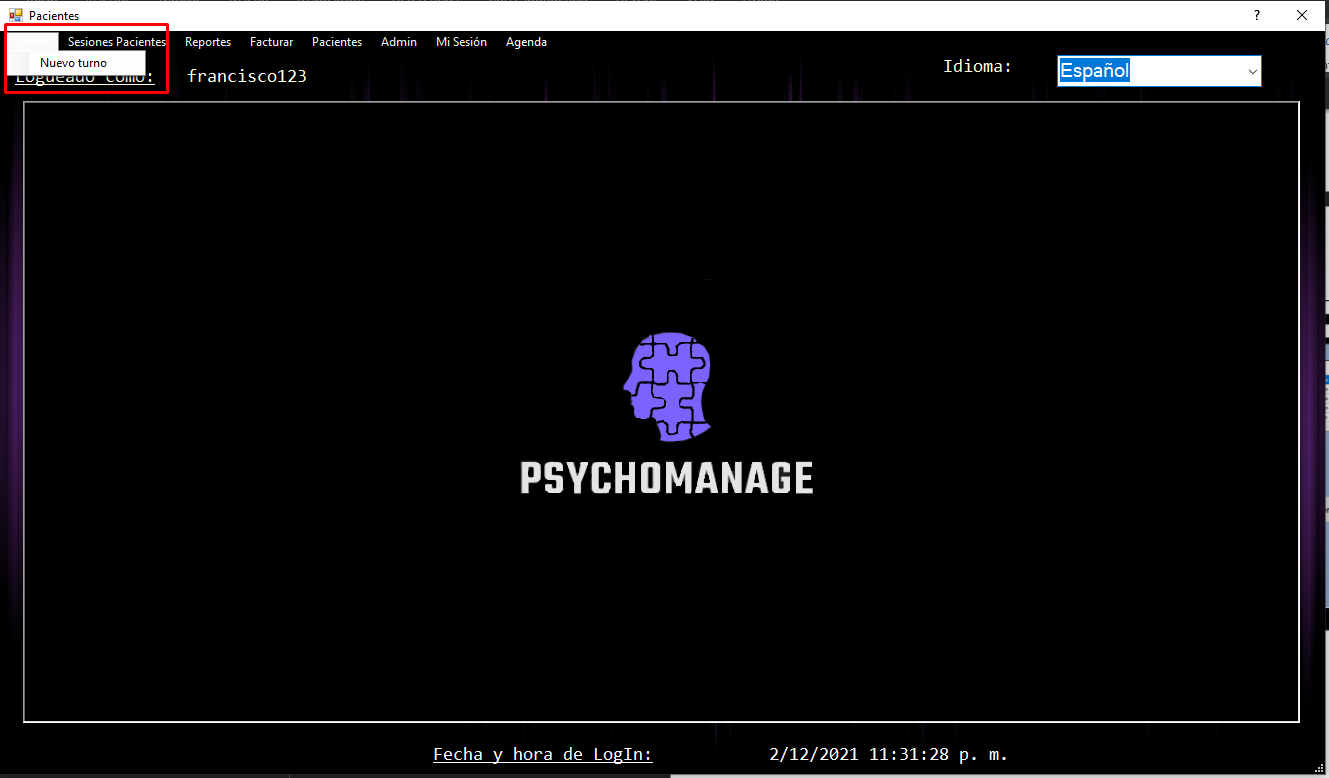 Pacientes ?
Sesiones Pacientes Reportes Facturar Pacientes Admin Mi Sesión Agenda
Nuevo turno
Logueado como: francisco123
Idioma: Español
PSYCHOMANAGE
Fecha y hora de LogIn: 2/12/2021 11:31:28 p. m.